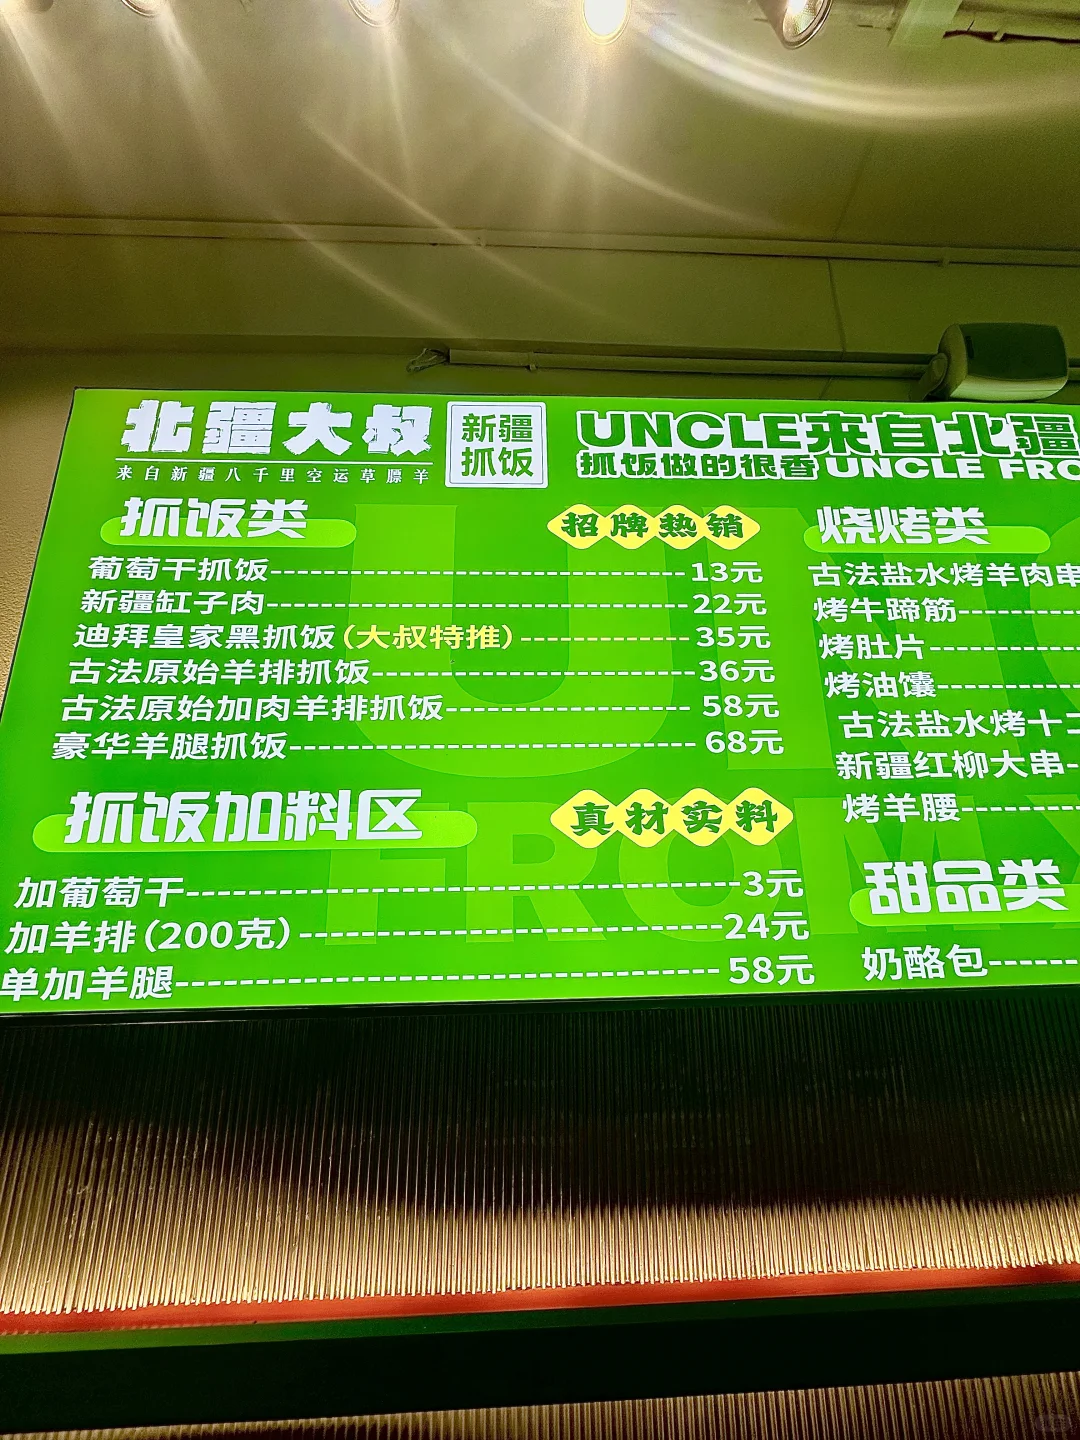 北疆大叔
来自新疆八千里空运草膘羊
新疆
抓饭
UNCLE来自北疆
抓饭做的很香 UNCLE FRO
抓饭类
招牌热销
葡萄干抓饭 13元
新疆缸子肉 22元
迪拜皇家黑抓饭(大叔特推) 35元
古法原始羊排抓饭 36元
古法原始加肉羊排抓饭 58元
豪华羊腿抓饭 68元
抓饭加料区
真材实料
加葡萄干 3元
加羊排(200克) 24元
单加羊腿 58元
烧烤类
古法盐水烤羊肉串
烤牛蹄筋
烤肚片
烤油馕
古法盐水烤十二
新疆红柳大串
烤羊腰
甜品类
奶酪包
UN
FROM